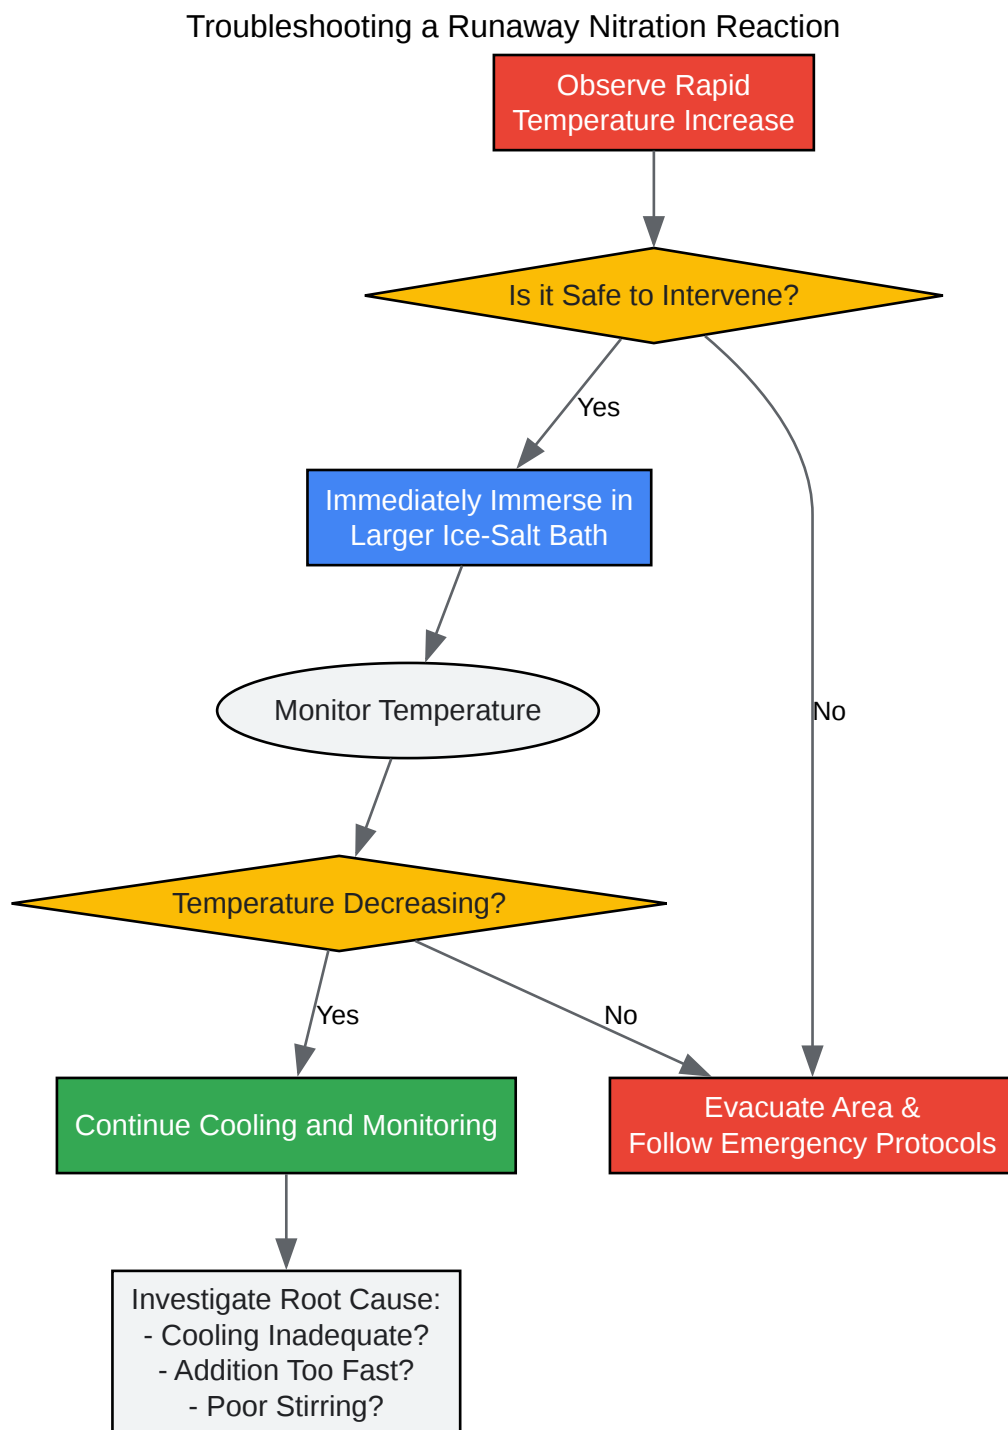 Troubleshooting a Runaway Nitration Reaction
Observe Rapid
Temperature Increase
Is it Safe to Intervene?
Yes
Immediately Immerse in
Larger Ice-Salt Bath
Monitor Temperature
No
Temperature Decreasing?
Yes
No
Continue Cooling and Monitoring
Evacuate Area &
Follow Emergency Protocols
Investigate Root Cause:
- Cooling Inadequate?
- Addition Too Fast?
- Poor Stirring?